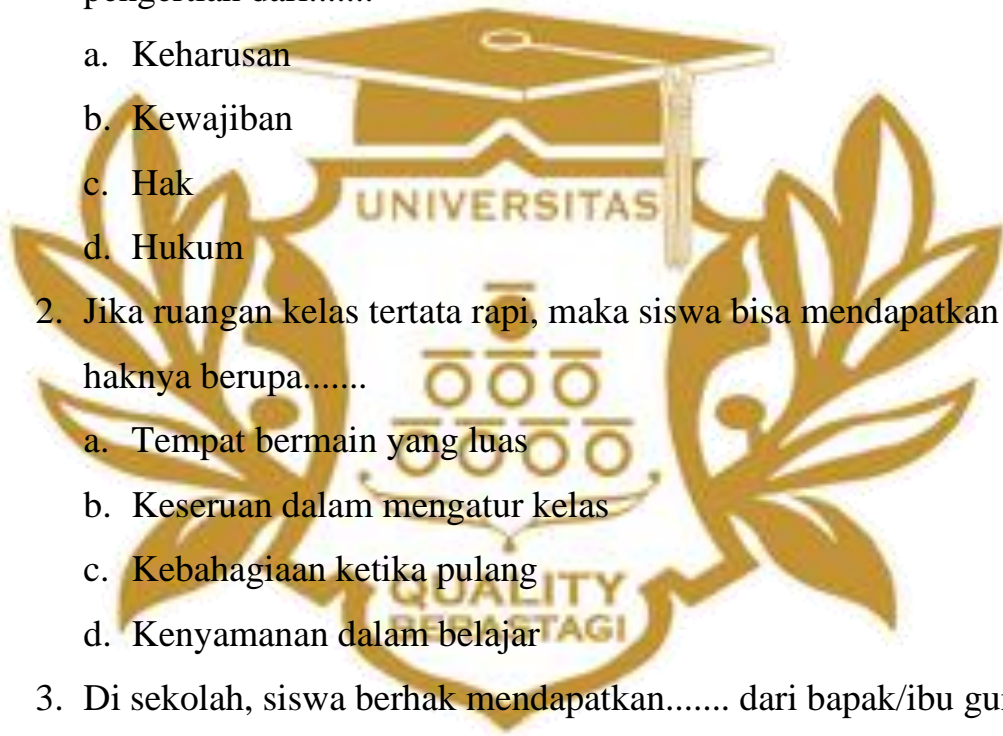 pengertian dari.......
a. Keharusan
b. Kewajiban
c. Hak
d. Hukum
UNIVERSITAS
2. Jika ruangan kelas tertata rapi, maka siswa bisa mendapatkan
haknya berupa.......
a. Tempat bermain yang luas
b. Keseruan dalam mengatur kelas
c. Kebahagiaan ketika pulang
QUALITY
d. Kenyamanan dalam belajar
BERASTAGI
3. Di sekolah, siswa berhak mendapatkan....... dari bapak/ibu